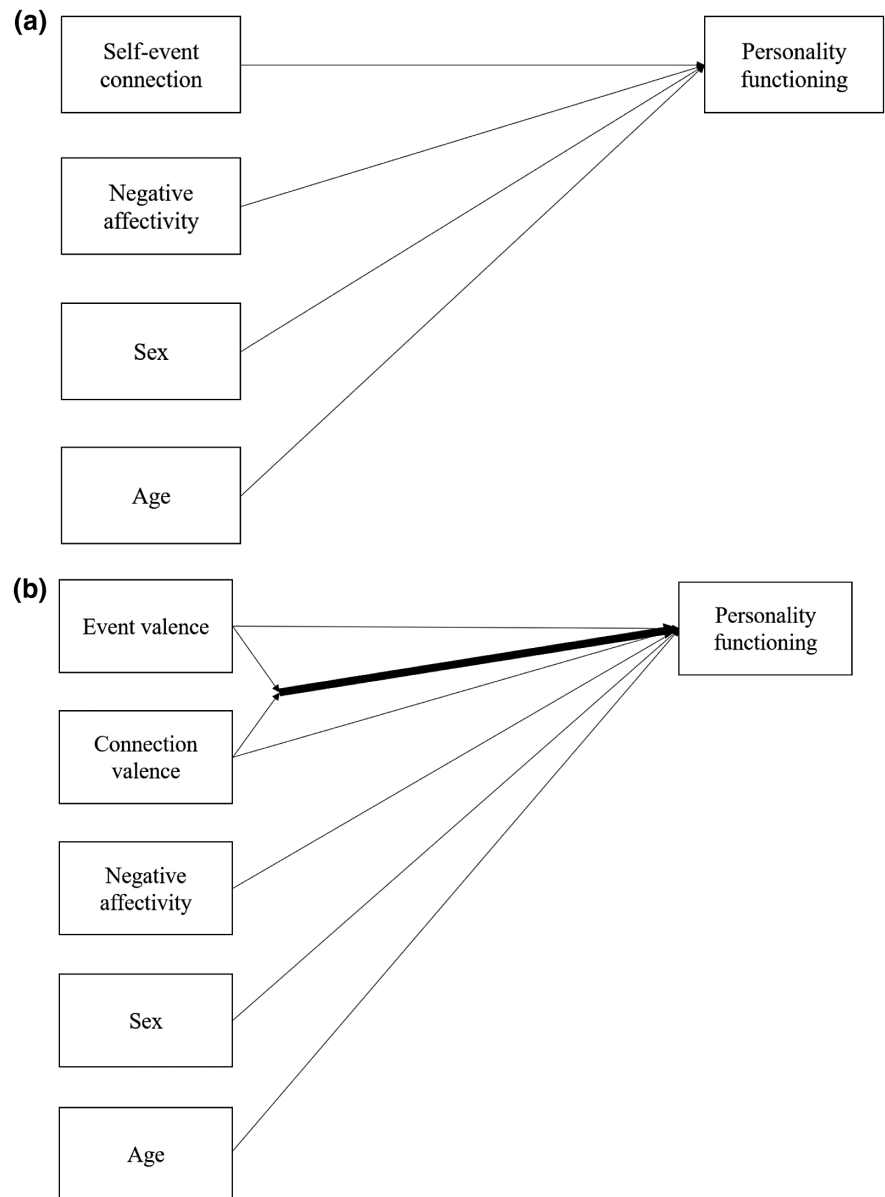 (a)
Self-event
connection
Personality
functioning
Negative
affectivity
Sex
Age
(b)
Event valence
Personality
functioning
Connection
valence
Negative
affectivity
Sex
Age